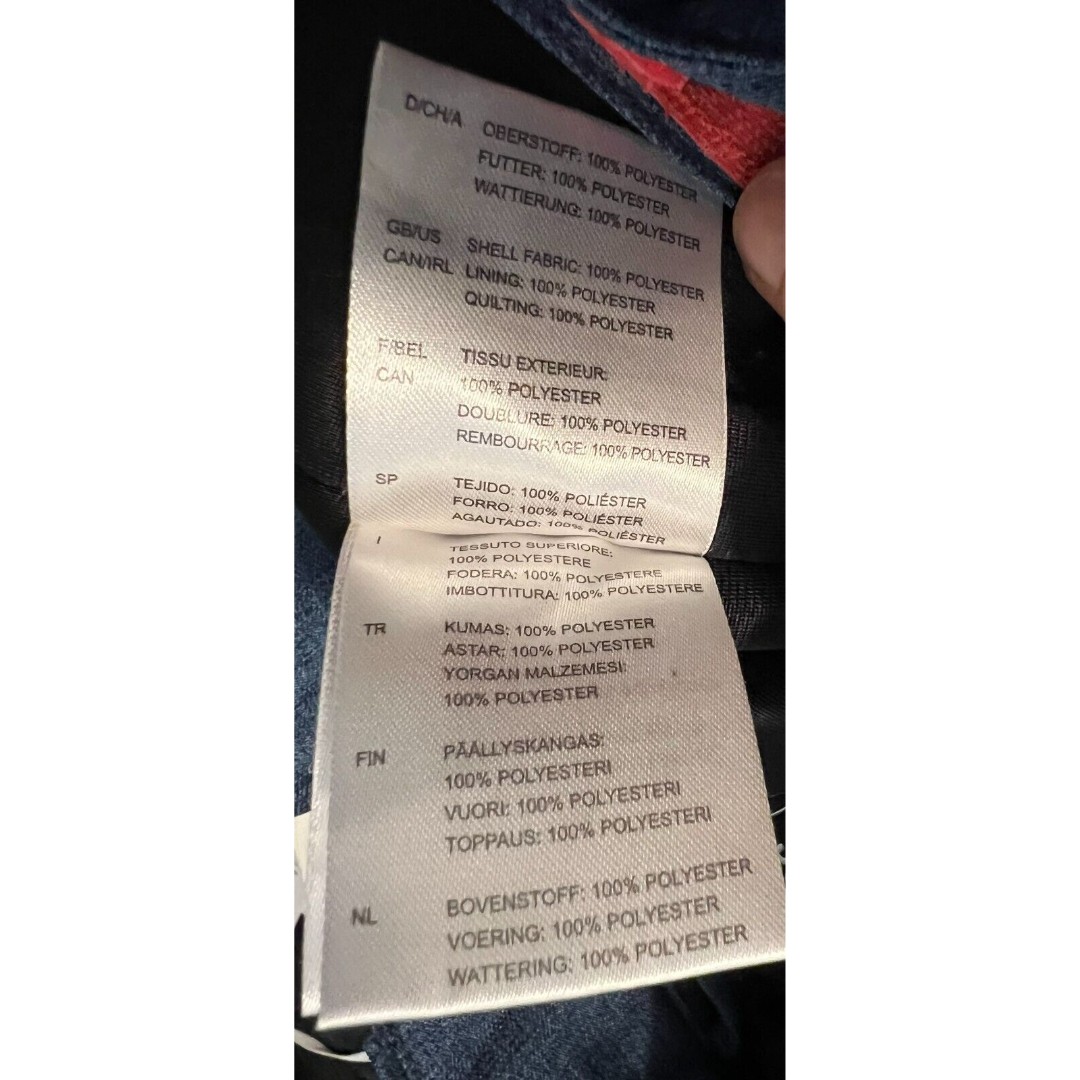 D/CH/A OBERSTOFF: 100% POLYESTER
FUTTER: 100% POLYESTER
WATTIERUNG: 100% POLYESTER
GB/US SHELL FABRIC: 100% POLYESTER
CAN/IRL LINING: 100% POLYESTER
QUILTING: 100% POLYESTER
F/BEL TISSU EXTERIEUR:
CAN 100% POLYESTER
DOUBLURE: 100% POLYESTER
REMBOURRAGE: 100% POLYESTER
SP TEJIDO: 100% POLIÉSTER
FORRO: 100% POLIÉSTER
AGAUTADO: 100% POLIÉSTER
I TESSUTO SUPERIORE:
100% POLYESTERE
FODERA: 100% POLYESTERE
IMBOTTITURA: 100% POLYESTERE
TR KUMAS: 100% POLYESTER
ASTAR: 100% POLYESTER
YORGAN MALZEMESI:
100% POLYESTER
FIN PÄÄLLYSKANGAS:
100% POLYESTERI
VUORI: 100% POLYESTERI
TOPPAUS: 100% POLYESTERI
NL BOVENSTOFF: 100% POLYESTER
VOERING: 100% POLYESTER
WATTERING: 100% POLYESTER